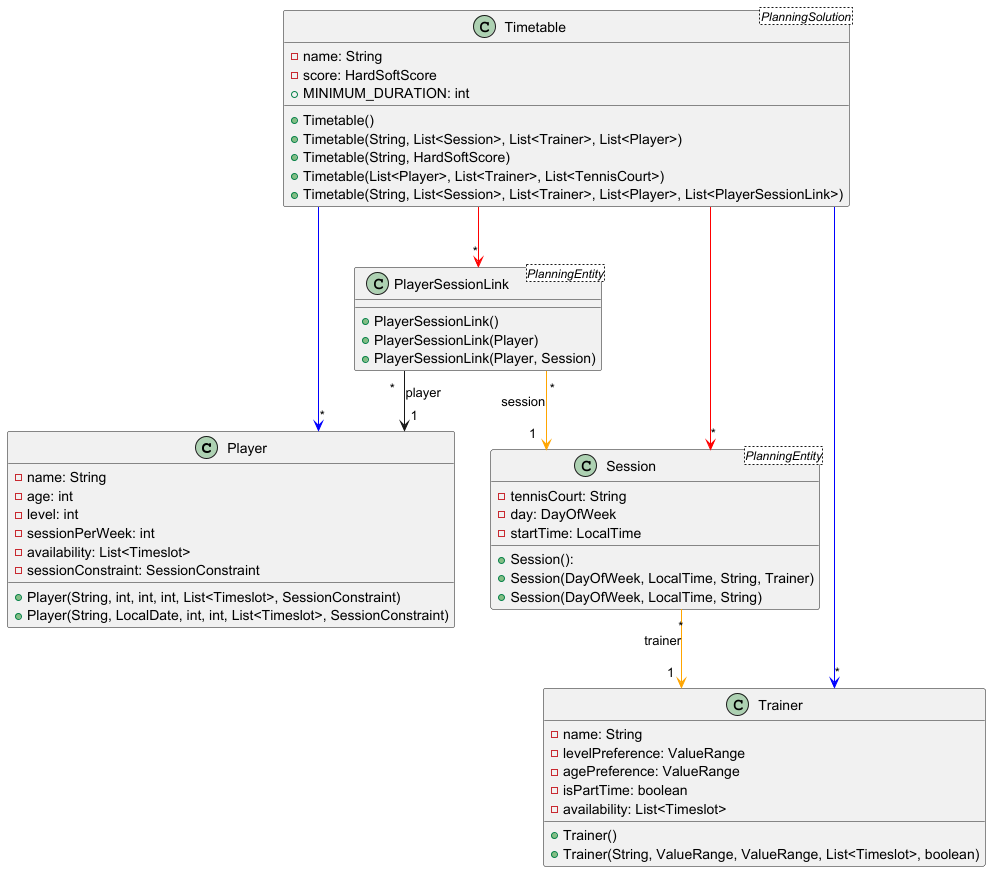 PlanningSolution
C Timetable
name: String
score: HardSoftScore
MINIMUM_DURATION: int
Timetable()
Timetable(String, List<Session>, List<Trainer>, List<Player>)
Timetable(String, HardSoftScore)
Timetable(List<Player>, List<Trainer>, List<TennisCourt>)
Timetable(String, List<Session>, List<Trainer>, List<Player>, List<PlayerSessionLink>)
*
PlanningEntity
C PlayerSessionLink
PlayerSessionLink()
PlayerSessionLink(Player)
PlayerSessionLink(Player, Session)
* *
player
session
* 1 1 *
C Player
name: String
age: int
level: int
sessionPerWeek: int
availability: List<Timeslot>
sessionConstraint: SessionConstraint
Player(String, int, int, int, List<Timeslot>, SessionConstraint)
Player(String, LocalDate, int, int, List<Timeslot>, SessionConstraint)
PlanningEntity
C Session
tennisCourt: String
day: DayOfWeek
startTime: LocalTime
Session():
Session(DayOfWeek, LocalTime, String, Trainer)
Session(DayOfWeek, LocalTime, String)
*
trainer
1 *
C Trainer
name: String
levelPreference: ValueRange
agePreference: ValueRange
isPartTime: boolean
availability: List<Timeslot>
Trainer()
Trainer(String, ValueRange, ValueRange, List<Timeslot>, boolean)